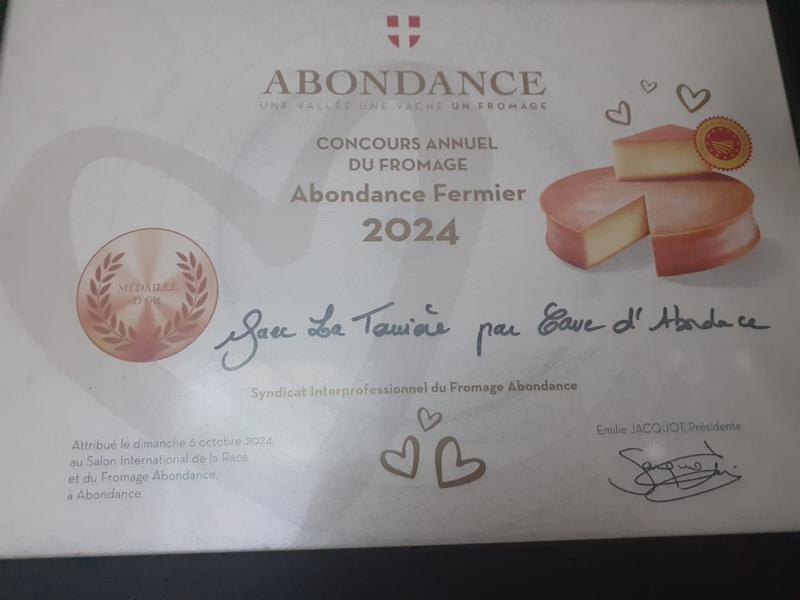 ABONDANCE
UNE VALLÉE UNE VACHE UN FROMAGE
CONCOURS ANNUEL
DU FROMAGE
Abondance Fermier
2024
MÉDAILLE
D'OR
Gaec La Tanière par Cave d'Abondance
Syndicat Interprofessionnel du Fromage Abondance
Attribué le dimanche 6 octobre 2024,
au Salon International de la Race
et du Fromage Abondance,
à Abondance.
Emilie JACQUOT, Présidente